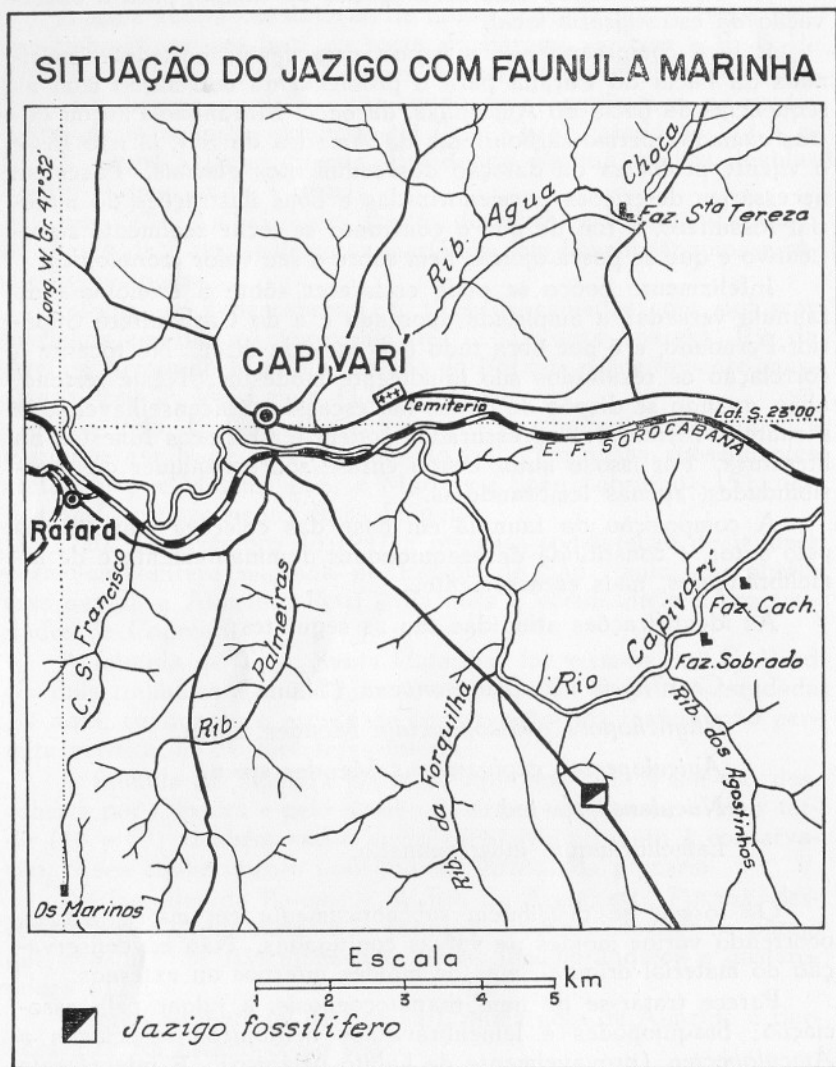 SITUAÇÃO DO JAZIGO COM FAUNULA MARINHA
Long. W. Gr. 47°32'
Rib. Agua Choca
Faz. Sta Tereza
CAPIVARÍ
Cemiterio
Lat. S. 23°00'
E. F. SOROCABANA
Rafard
C. S. Francisco
Rib. Palmeiras
Rio Capivarí
Faz. Cach.
Faz. Sobrado
Rib. da Forquilha
Rib. dos Agostinhos
Os Marinos
Escala
1 2 3 4 5 km
Jazigo fossilífero